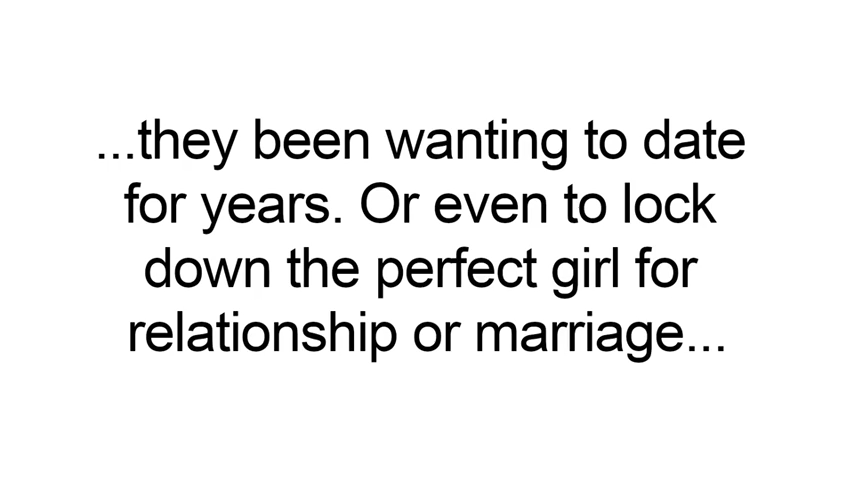 ...they been wanting to date
for years. Or even to lock
down the perfect girl for
relationship or marriage...